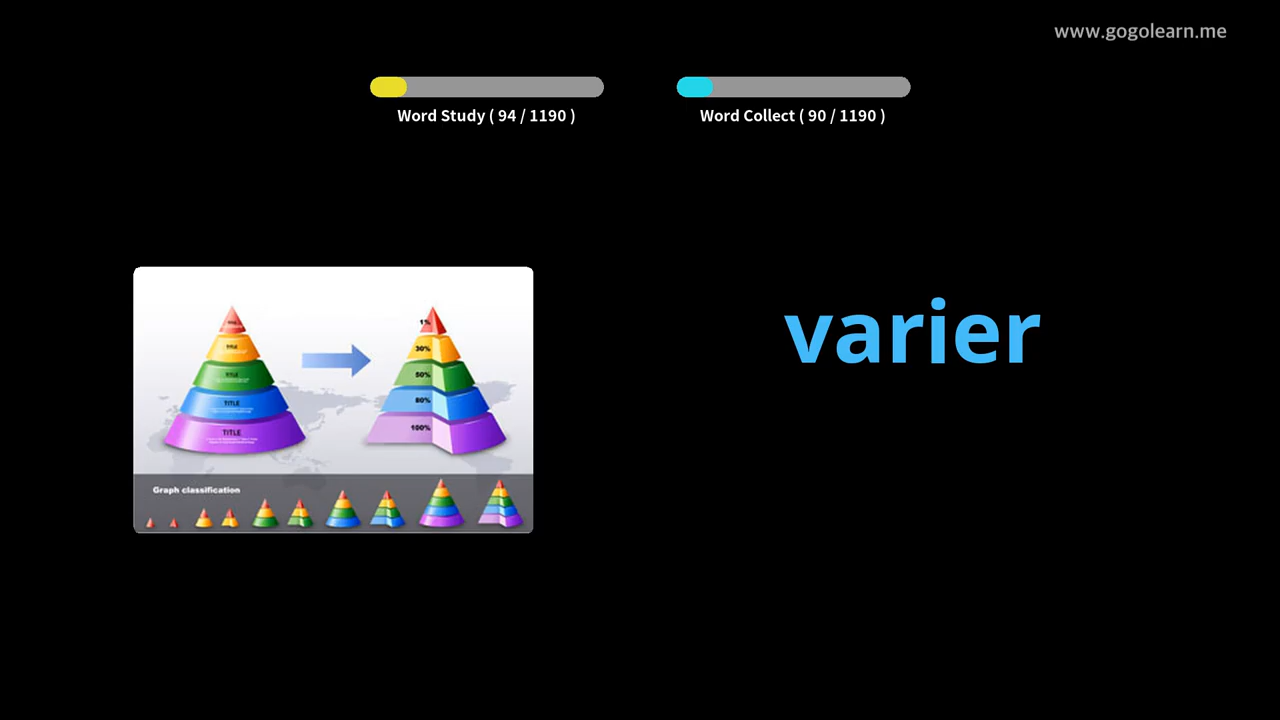 www.gogolearn.me
Word Study ( 94 / 1190 )
Word Collect ( 90 / 1190 )
varier
1%
TITLE
30%
TITLE
50%
TITLE
80%
TITLE
100%
Graph classification